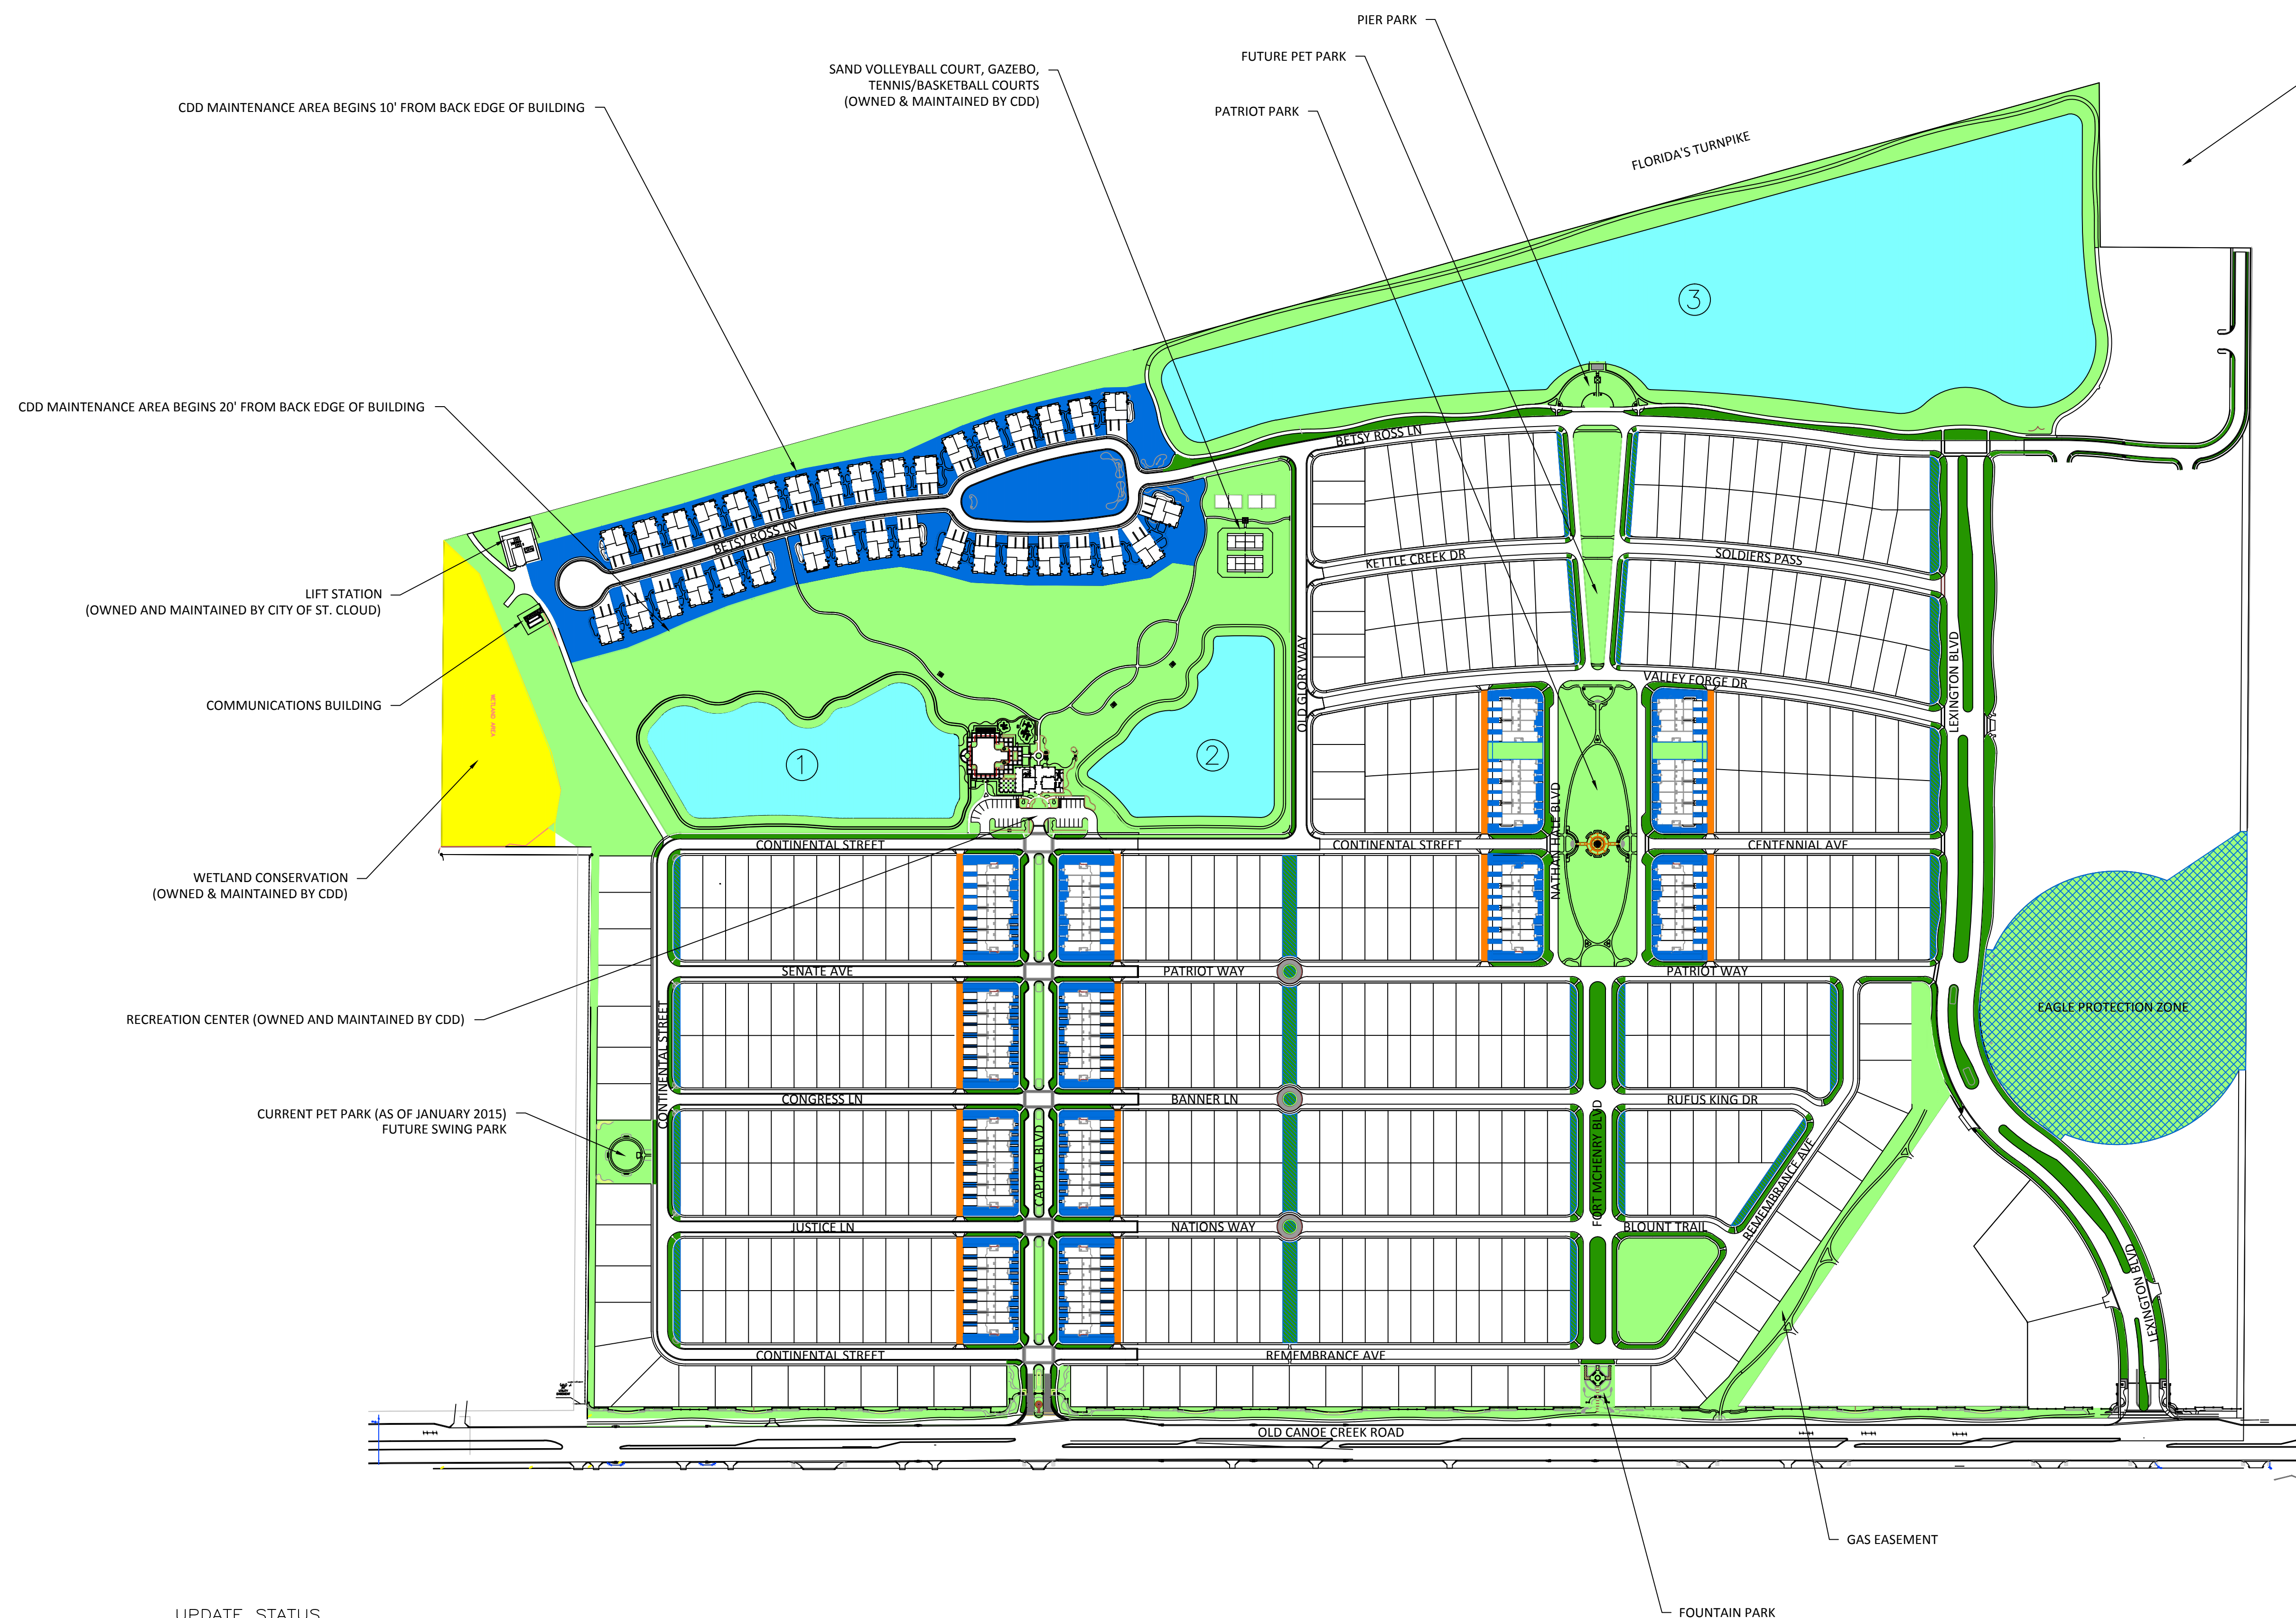 PIER PARK
FUTURE PET PARK
SAND VOLLEYBALL COURT, GAZEBO,
TENNIS/BASKETBALL COURTS
(OWNED & MAINTAINED BY CDD)
CDD MAINTENANCE AREA BEGINS 10' FROM BACK EDGE OF BUILDING
PATRIOT PARK
FLORIDA'S TURNPIKE
3
CDD MAINTENANCE AREA BEGINS 20' FROM BACK EDGE OF BUILDING
BETSY ROSS LN
BETSY ROSS LN
KETTLE CREEK DR
SOLDIERS PASS
LIFT STATION
(OWNED AND MAINTAINED BY CITY OF ST. CLOUD)
OLD GLORY WAY
LEXINGTON BLVD
VALLEY FORGE DR
COMMUNICATIONS BUILDING
WETLAND AREA
1
2
NATHAN HALE BLVD
CONTINENTAL STREET
CONTINENTAL STREET
CENTENNIAL AVE
WETLAND CONSERVATION
(OWNED & MAINTAINED BY CDD)
SENATE AVE
PATRIOT WAY
PATRIOT WAY
EAGLE PROTECTION ZONE
RECREATION CENTER (OWNED AND MAINTAINED BY CDD)
CONTINENTAL STREET
CONGRESS LN
BANNER LN
RUFUS KING DR
CURRENT PET PARK (AS OF JANUARY 2015)
FUTURE SWING PARK
CAPITAL BLVD
FORT MCHENRY BLVD
REMEMBRANCE AVE
JUSTICE LN
NATIONS WAY
BLOUNT TRAIL
LEXINGTON BLVD
CONTINENTAL STREET
REMEMBRANCE AVE
OLD CANOE CREEK ROAD
GAS EASEMENT
FOUNTAIN PARK
UPDATE STATUS